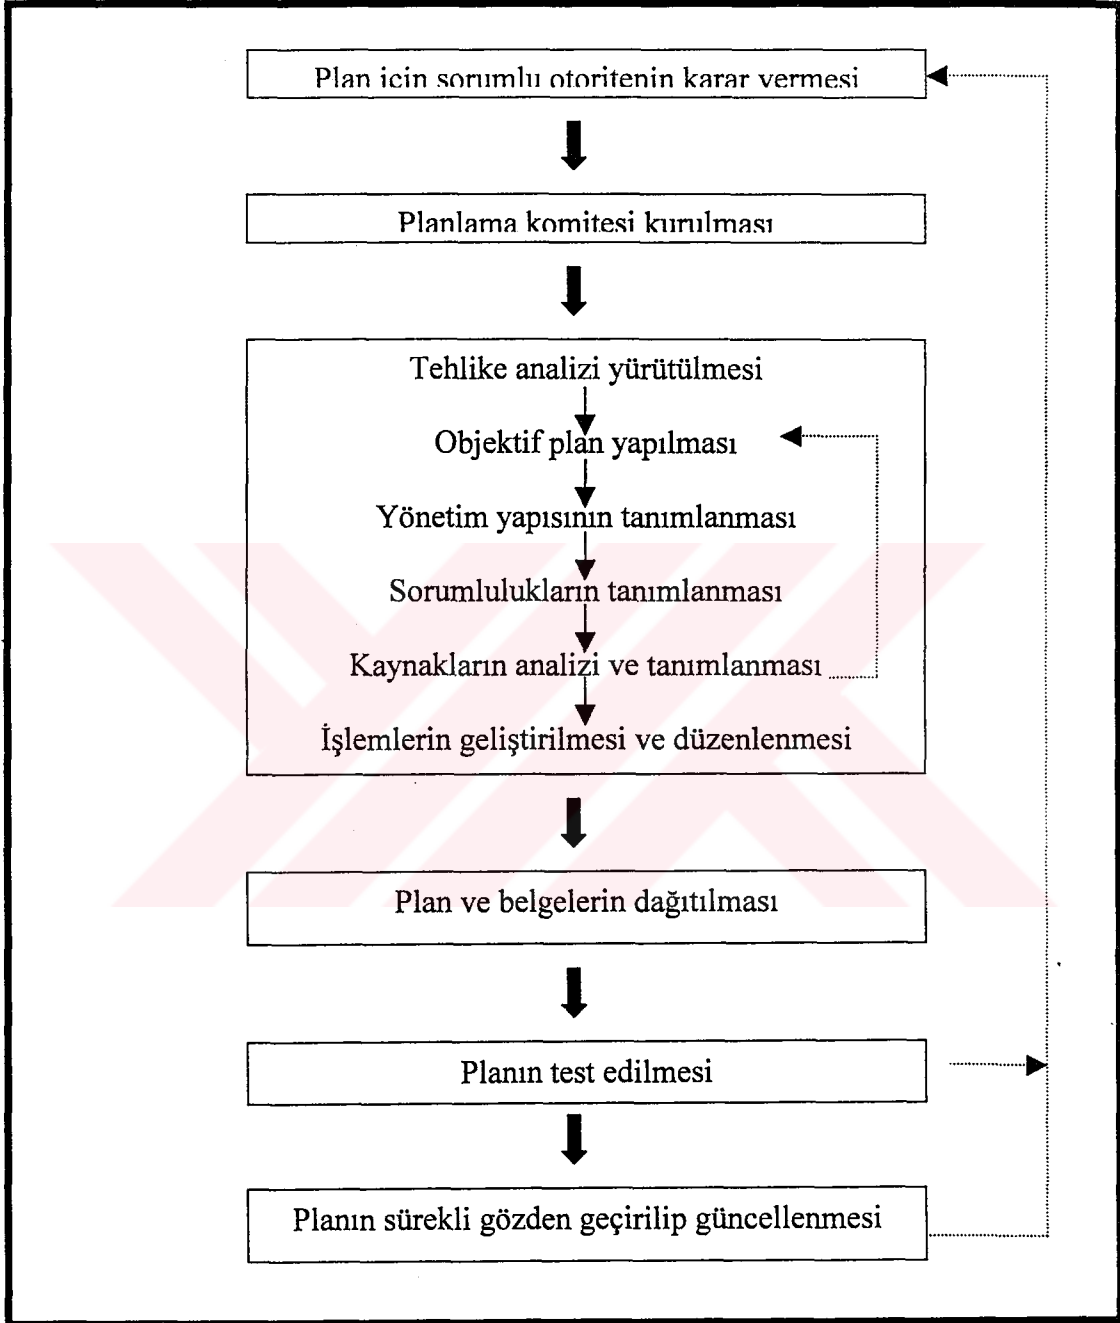 Plan için sorumlu otoritenin karar vermesi
Planlama komitesi kurulması
Tehlike analizi yürütülmesi
Objektif plan yapılması
Yönetim yapısının tanımlanması
Sorumlulukların tanımlanması
Kaynakların analizi ve tanımlanması
İşlemlerin geliştirilmesi ve düzenlenmesi
Plan ve belgelerin dağıtılması
Planın test edilmesi
Planın sürekli gözden geçirilip güncellenmesi